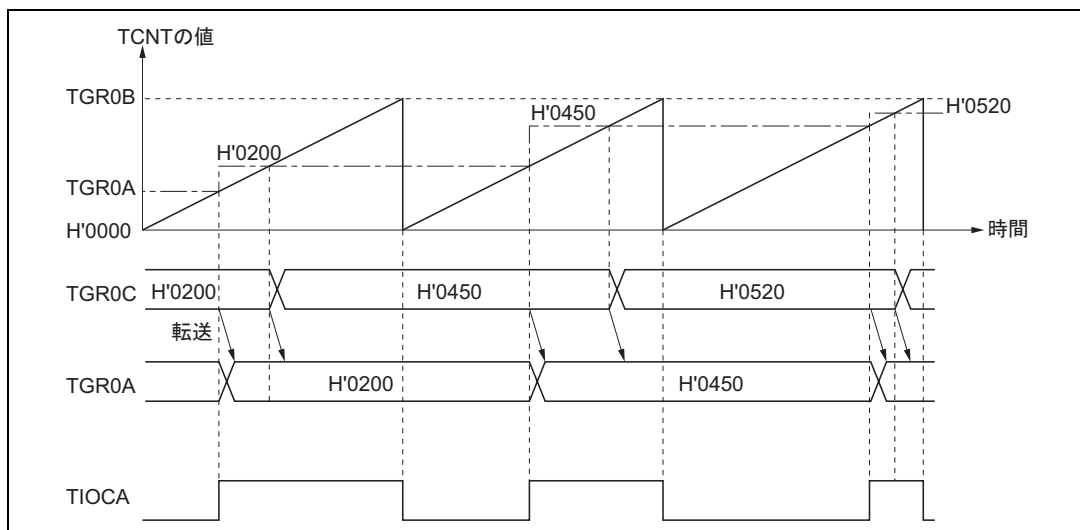 TCNTの値
TGR0B
H'0520
H'0450
H'0200
TGR0A
H'0000
時間
TGR0C
H'0200
H'0450
H'0520
転送
TGR0A
H'0200
H'0450
TIOCA